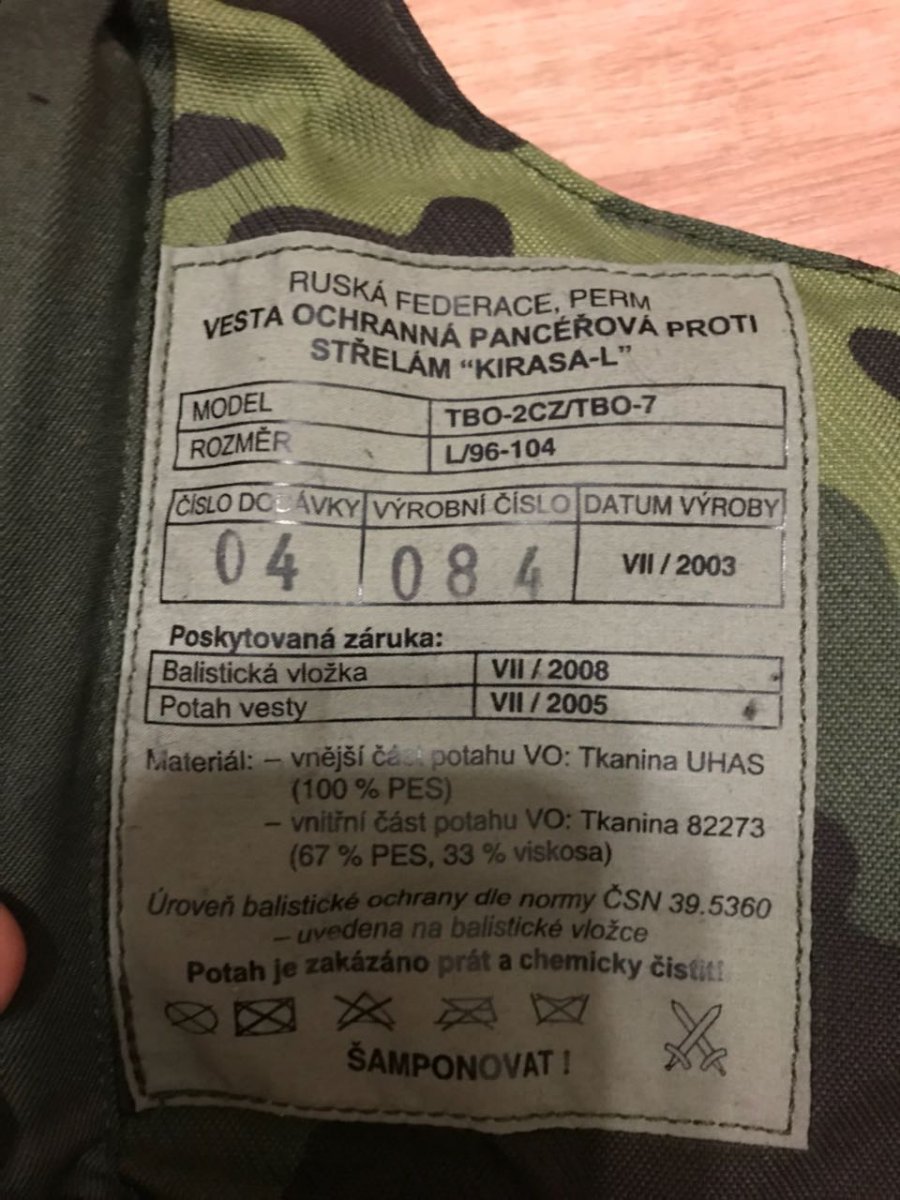 RUSKÁ FEDERACE, PERM
VESTA OCHRANNÁ PANCÉŘOVÁ PROTI
STŘELÁM "KIRASA-L"
MODEL TBO-2CZ/TBO-7
ROZMĚR L/96-104
ČÍSLO DODÁVKY VÝROBNÍ ČÍSLO DATUM VÝROBY
04 084 VII / 2003
Poskytovaná záruka:
Balistická vložka VII / 2008
Potah vesty VII / 2005
Materiál: – vnější část potahu VO: Tkanina UHAS
(100 % PES)
– vnitřní část potahu VO: Tkanina 82273
(67 % PES, 33 % viskosa)
Úroveň balistické ochrany dle normy ČSN 39.5360
– uvedena na balistické vložce
Potah je zakázáno prát a chemicky čistit!
ŠAMPONOVAT !